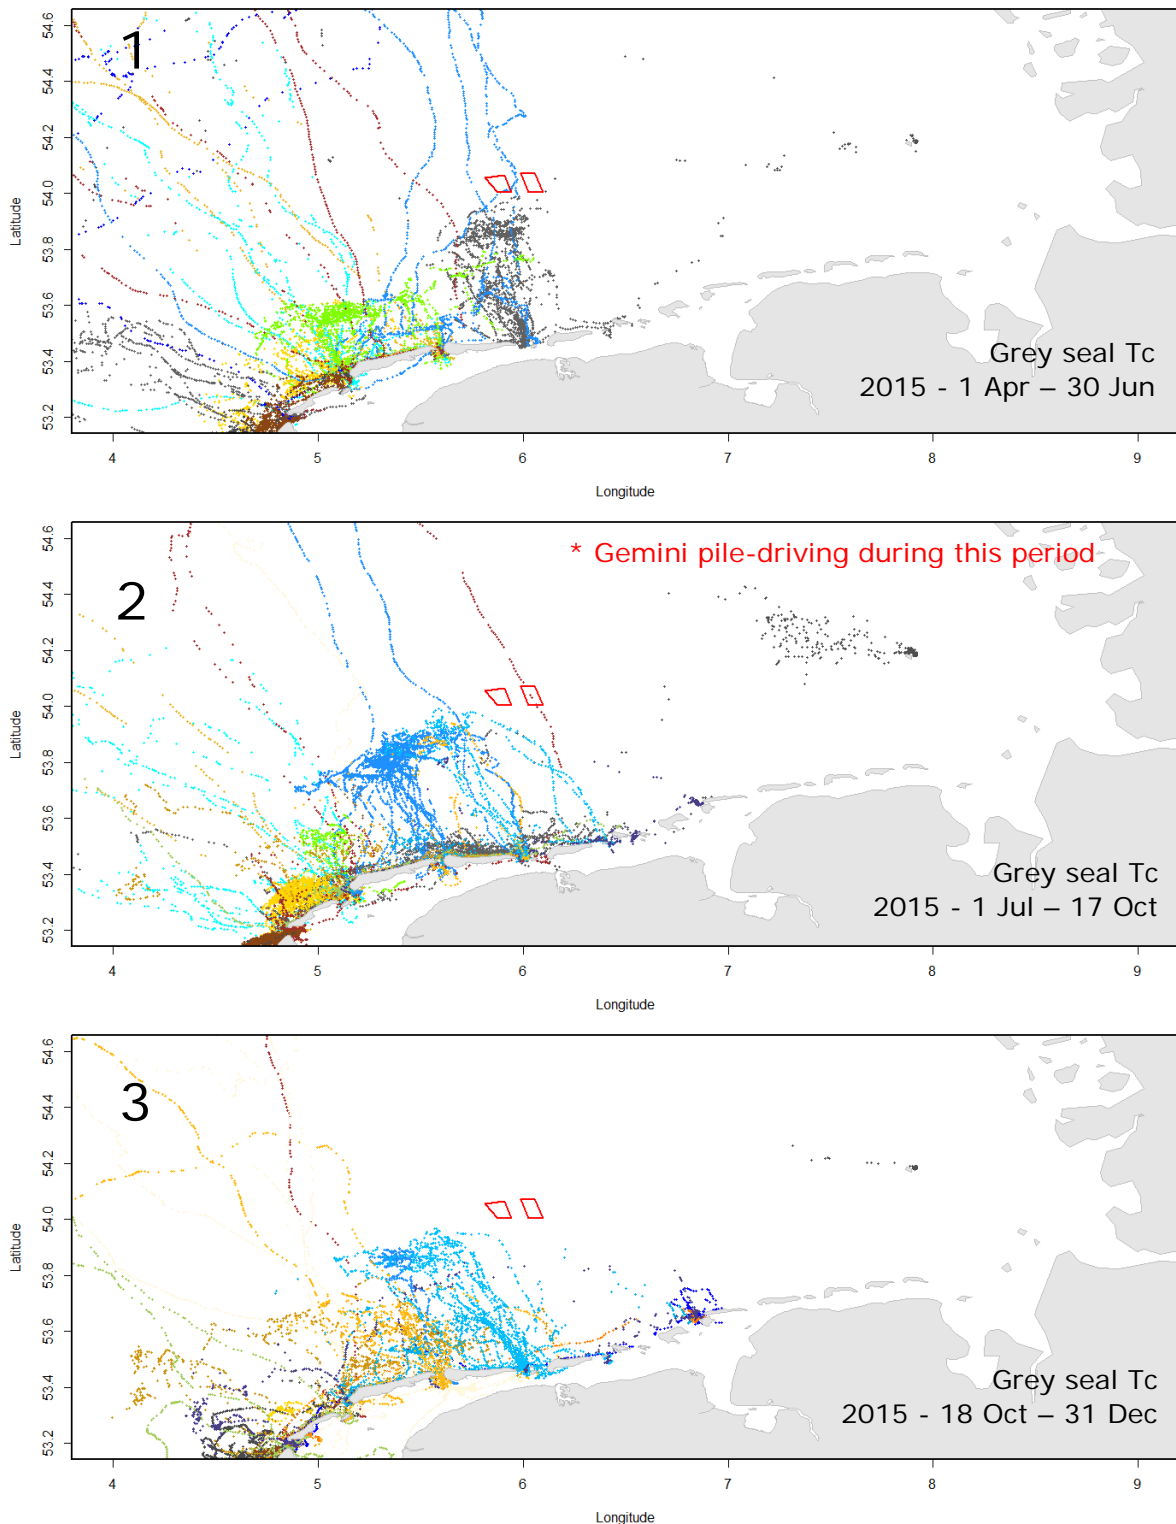 1
54.6
54.4
54.2
54.0
53.8
53.6
53.4
53.2
Latitude
Grey seal Tc
2015 - 1 Apr – 30 Jun
4 5 6 7 8 9
Longitude
* Gemini pile-driving during this period
2
54.6
54.4
54.2
54.0
53.8
53.6
53.4
53.2
Latitude
Grey seal Tc
2015 - 1 Jul – 17 Oct
4 5 6 7 8 9
Longitude
3
54.6
54.4
54.2
54.0
53.8
53.6
53.4
53.2
Latitude
Grey seal Tc
2015 - 18 Oct – 31 Dec
4 5 6 7 8 9
Longitude